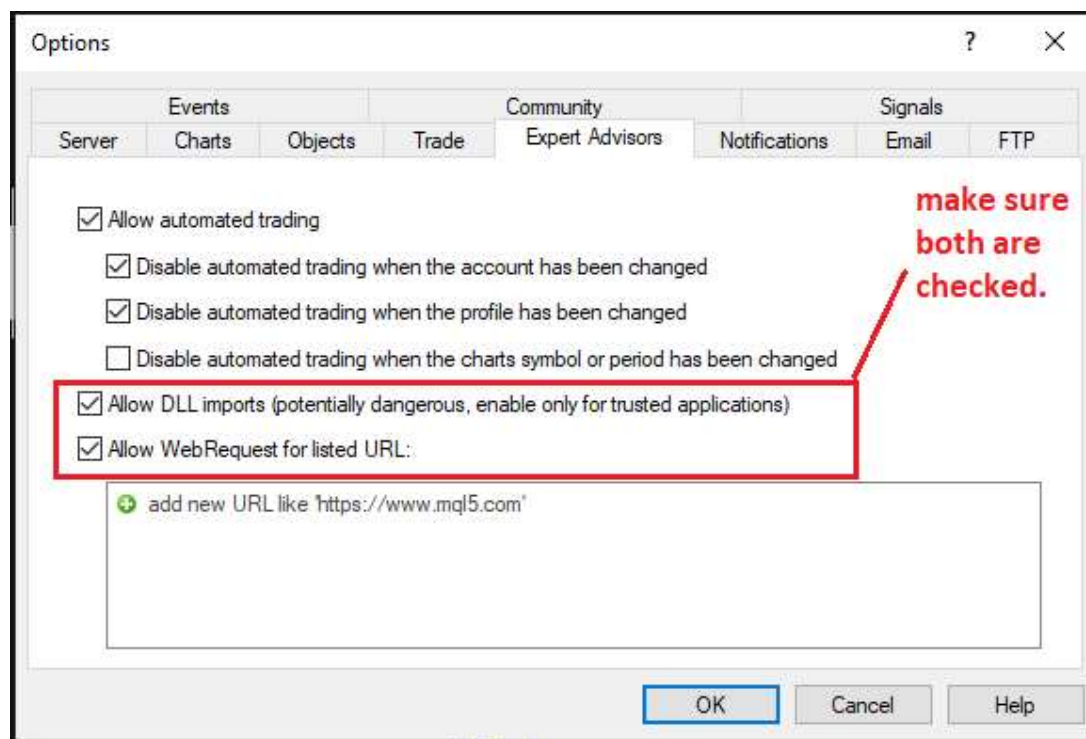 Options
?
Events Community Signals
Server Charts Objects Trade Expert Advisors Notifications Email FTP
Allow automated trading
Disable automated trading when the account has been changed
Disable automated trading when the profile has been changed
Disable automated trading when the charts symbol or period has been changed
Allow DLL imports (potentially dangerous, enable only for trusted applications)
Allow WebRequest for listed URL:
add new URL like 'https://www.mql5.com'
make sure
both are
checked.
OK Cancel Help